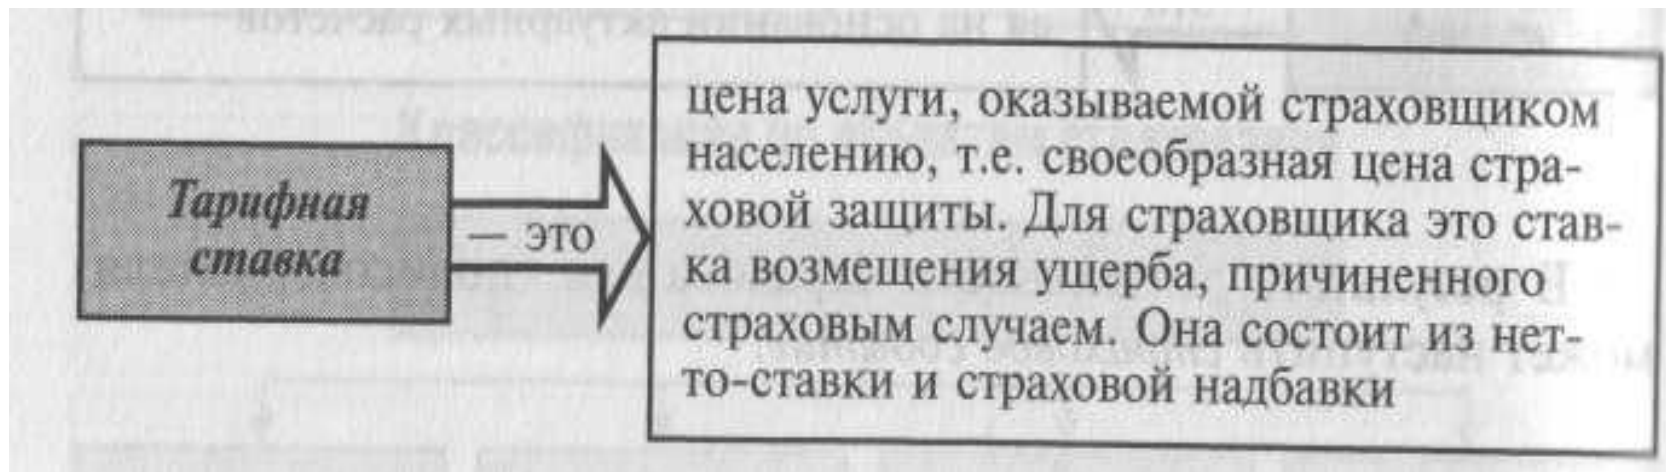 Тарифная
ставка
— это
цена услуги, оказываемой страховщиком
населению, т.е. своеобразная цена стра-
ховой защиты. Для страховщика это став-
ка возмещения ущерба, причиненного
страховым случаем. Она состоит из нет-
то-ставки и страховой надбавки